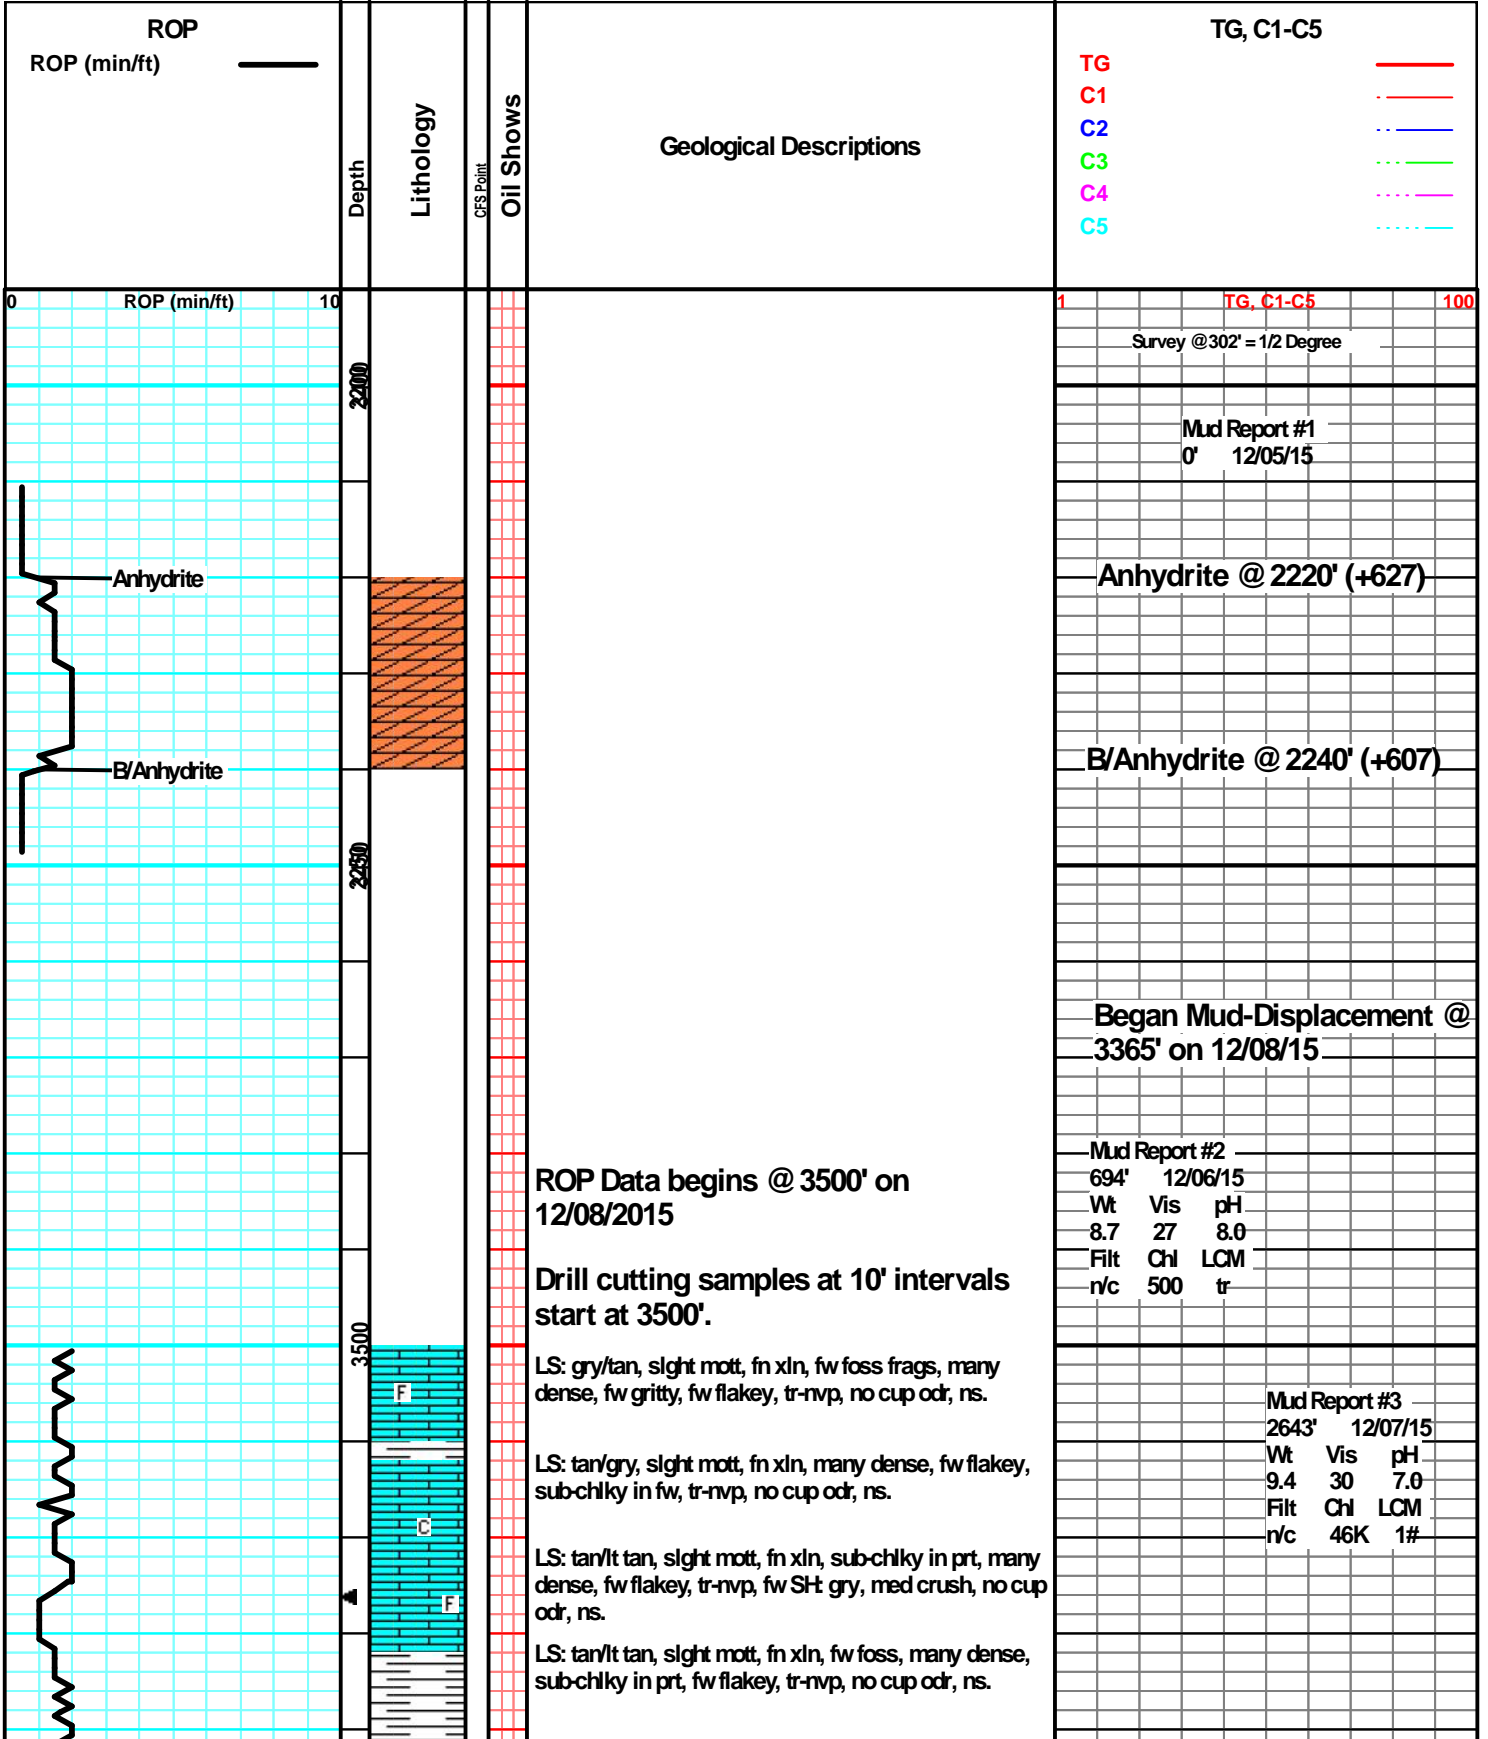 ROP
ROP (min/ft)
Depth
Lithology
CFS Point
Oil Shows
Geological Descriptions
TG, C1-C5
TG
C1
C2
C3
C4
C5
0 ROP (min/ft) 10
1 TG, C1-C5 100
Survey @302' = 1/2 Degree
2200
Mud Report #1
0' 12/05/15
Anhydrite
Anhydrite @ 2220' (+627)
B/Anhydrite
B/Anhydrite @ 2240' (+607)
2250
Began Mud-Displacement @
3365' on 12/08/15
ROP Data begins @ 3500' on
12/08/2015
Drill cutting samples at 10' intervals
start at 3500'.
Mud Report #2
694' 12/06/15
Wt Vis pH
8.7 27 8.0
Filt Chl LCM
n/c 500 tr
3500
LS: gry/tan, slght mott, fn xln, fw foss frags, many
dense, fw gritty, fw flakey, tr-nvp, no cup odr, ns.
F
Mud Report #3
2643' 12/07/15
Wt Vis pH
9.4 30 7.0
Filt Chl LCM
n/c 46K 1#
LS: tan/gry, slght mott, fn xln, many dense, fw flakey,
sub-chlky in fw, tr-nvp, no cup odr, ns.
C
LS: tan/lt tan, slght mott, fn xln, sub-chlky in prt, many
dense, fw flakey, tr-nvp, fw SH: gry, med crush, no cup
odr, ns.
F
LS: tan/lt tan, slght mott, fn xln, fw foss, many dense,
sub-chlky in prt, fw flakey, tr-nvp, no cup odr, ns.